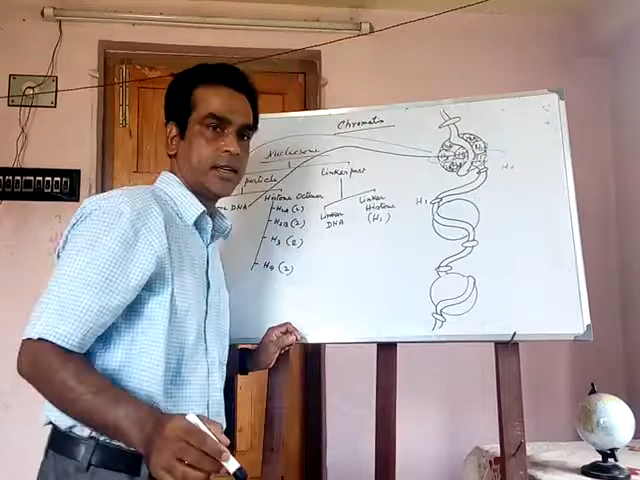 Chromatin
Nucleosome
particle
Linker part
DNA
Histone Octamer
H2A (2)
H2B (2)
H3 (2)
H4 (2)
Linker
DNA
Linker
Histone
(H1)
H1